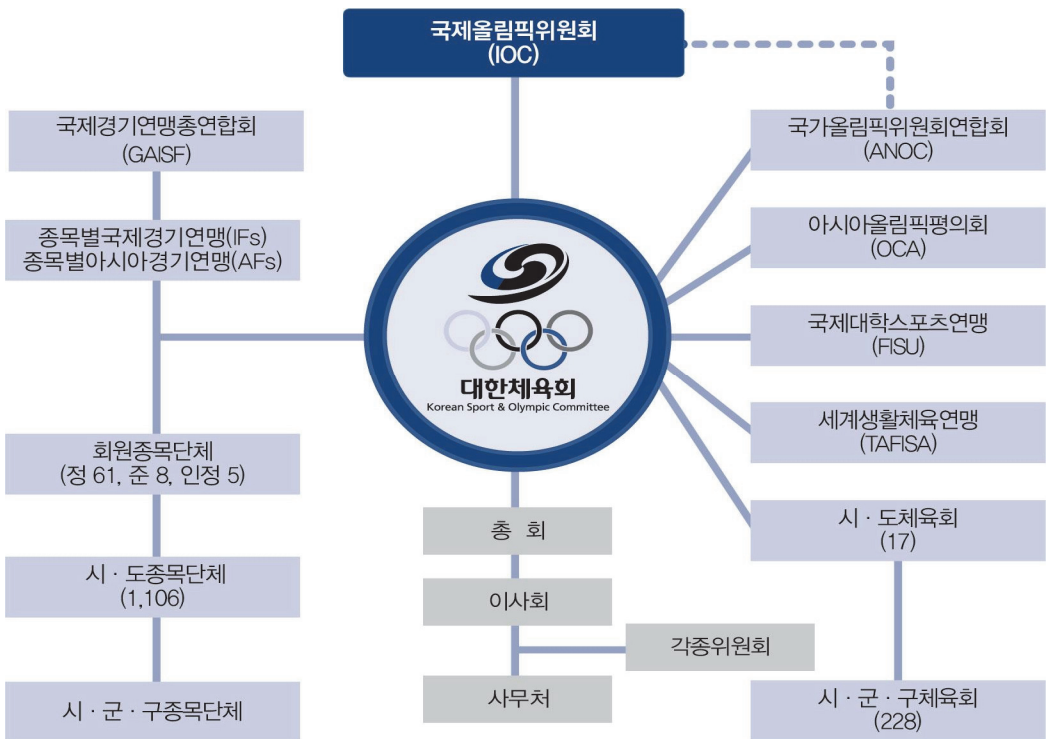 국제올림픽위원회
(IOC)
국제경기연맹총연합회
(GAISF)
종목별국제경기연맹(IFs)
종목별아시아경기연맹(AFs)
회원종목단체
(정 61, 준 8, 인정 5)
시·도종목단체
(1,106)
시·군·구종목단체
대한체육회
Korean Sport & Olympic Committee
총 회
이사회
각종위원회
사무처
국가올림픽위원회연합회
(ANOC)
아시아올림픽평의회
(OCA)
국제대학스포츠연맹
(FISU)
세계생활체육연맹
(TAFISA)
시·도체육회
(17)
시·군·구체육회
(228)